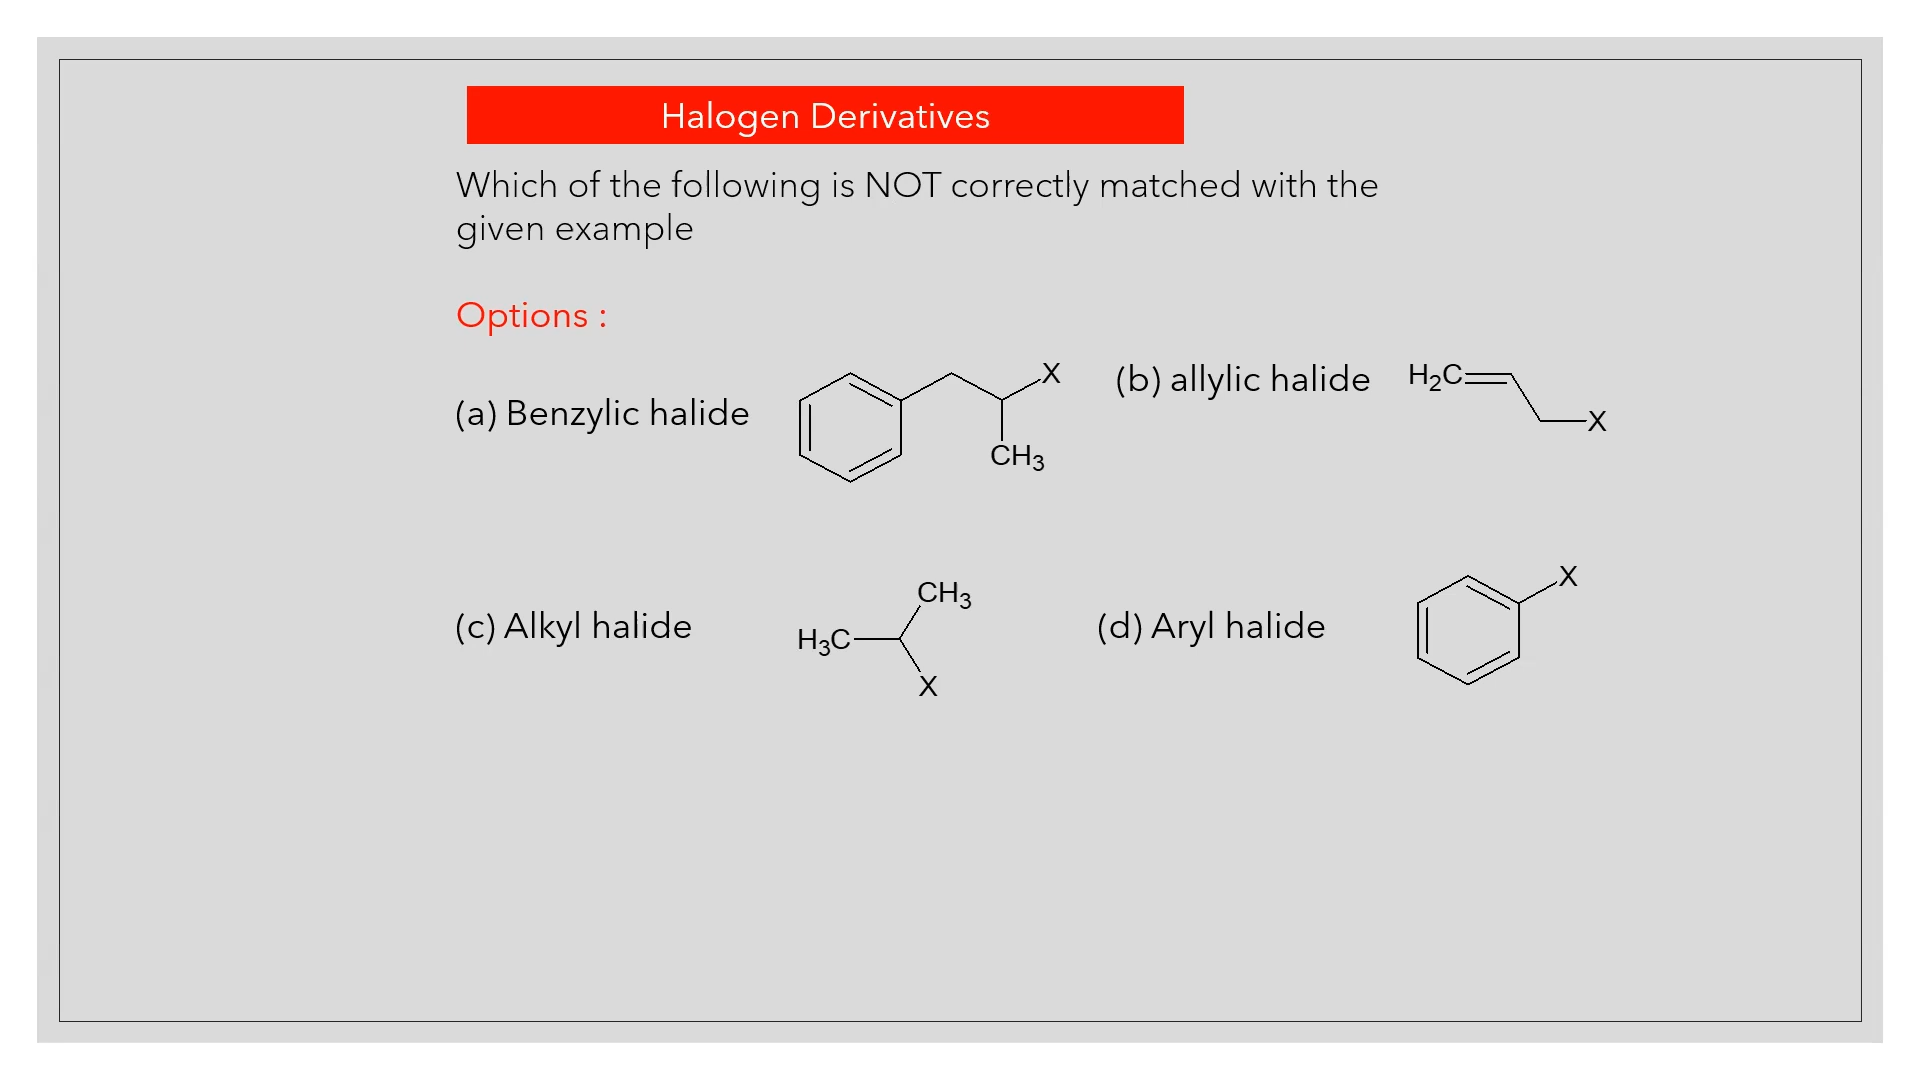 Halogen Derivatives
Which of the following is NOT correctly matched with the
given example
Options :
(a) Benzylic halide
X
CH₃
(b) allylic halide
H₂C
X
(c) Alkyl halide
CH₃
H₃C
X
(d) Aryl halide
X